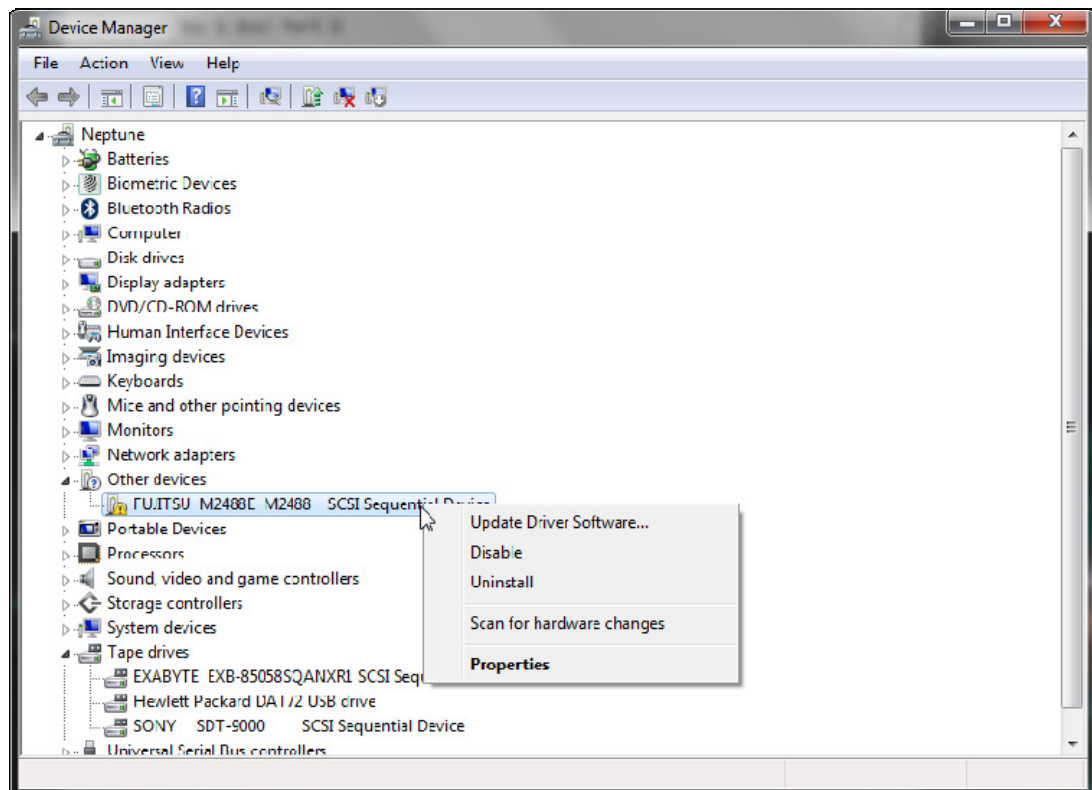 Device Manager
File Action View Help
Neptune
Batteries
Biometric Devices
Bluetooth Radios
Computer
Disk drives
Display adapters
DVD/CD-ROM drives
Human Interface Devices
Imaging devices
Keyboards
Mice and other pointing devices
Monitors
Network adapters
Other devices
FUJITSU M2488E M2488 SCSI Sequential Device
Portable Devices
Processors
Sound, video and game controllers
Storage controllers
System devices
Tape drives
EXABYTE EXB-85058SQANXR1 SCSI Seq
Hewlett Packard DAT72 USB drive
SONY SDT-9000 SCSI Sequential Device
Universal Serial Bus controllers
Update Driver Software...
Disable
Uninstall
Scan for hardware changes
Properties